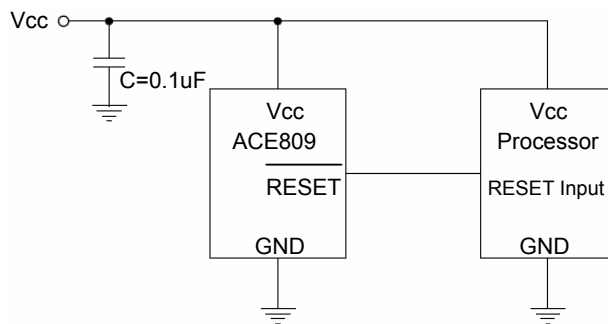 Vcc
C=0.1uF
Vcc
ACE809
RESET
GND
Vcc
Processor
RESET Input
GND